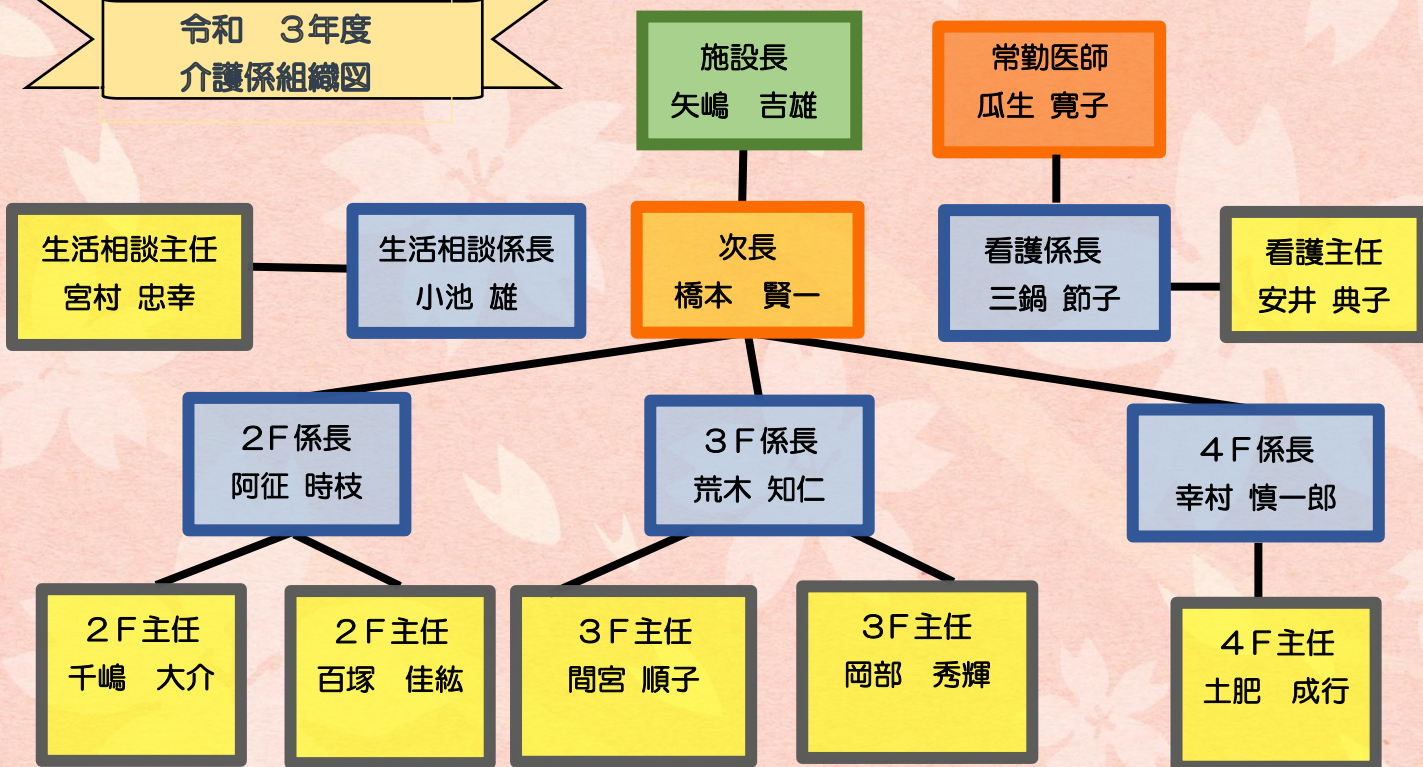 令和　３年度
介護係組織図
施設長
矢嶋　吉雄
常勤医師
瓜生 寛子
生活相談主任
宮村 忠幸
生活相談係長
小池 雄
次長
橋本　賢一
看護係長
三鍋 節子
看護主任
安井 典子
２Ｆ係長
阿征 時枝
３Ｆ係長
荒木 知仁
４Ｆ係長
幸村 慎一郎
２Ｆ主任
千嶋　大介
２Ｆ主任
百塚　佳紘
３Ｆ主任
間宮 順子
３Ｆ主任
岡部　秀輝
４Ｆ主任
土肥　成行